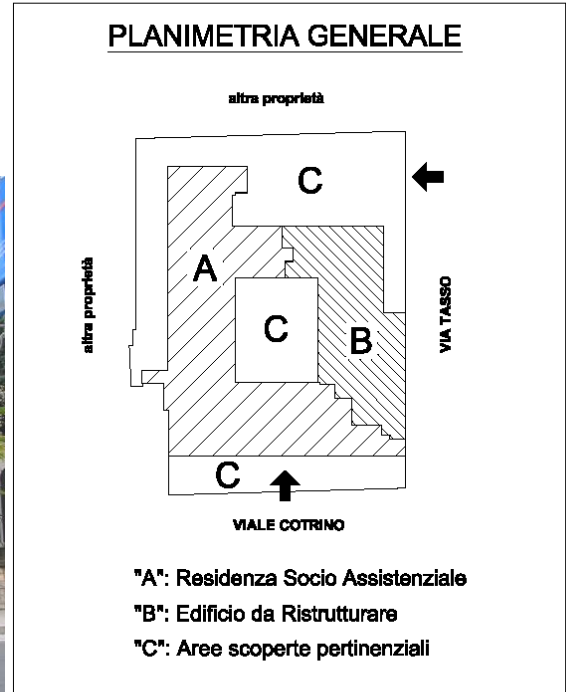 PLANIMETRIA GENERALE
altra proprietà
C
A
altra proprietà
VIA TASSO
C
B
C
VIALE COTRINO
"A": Residenza Socio Assistenziale
"B": Edificio da Ristrutturare
"C": Aree scoperte pertinenziali